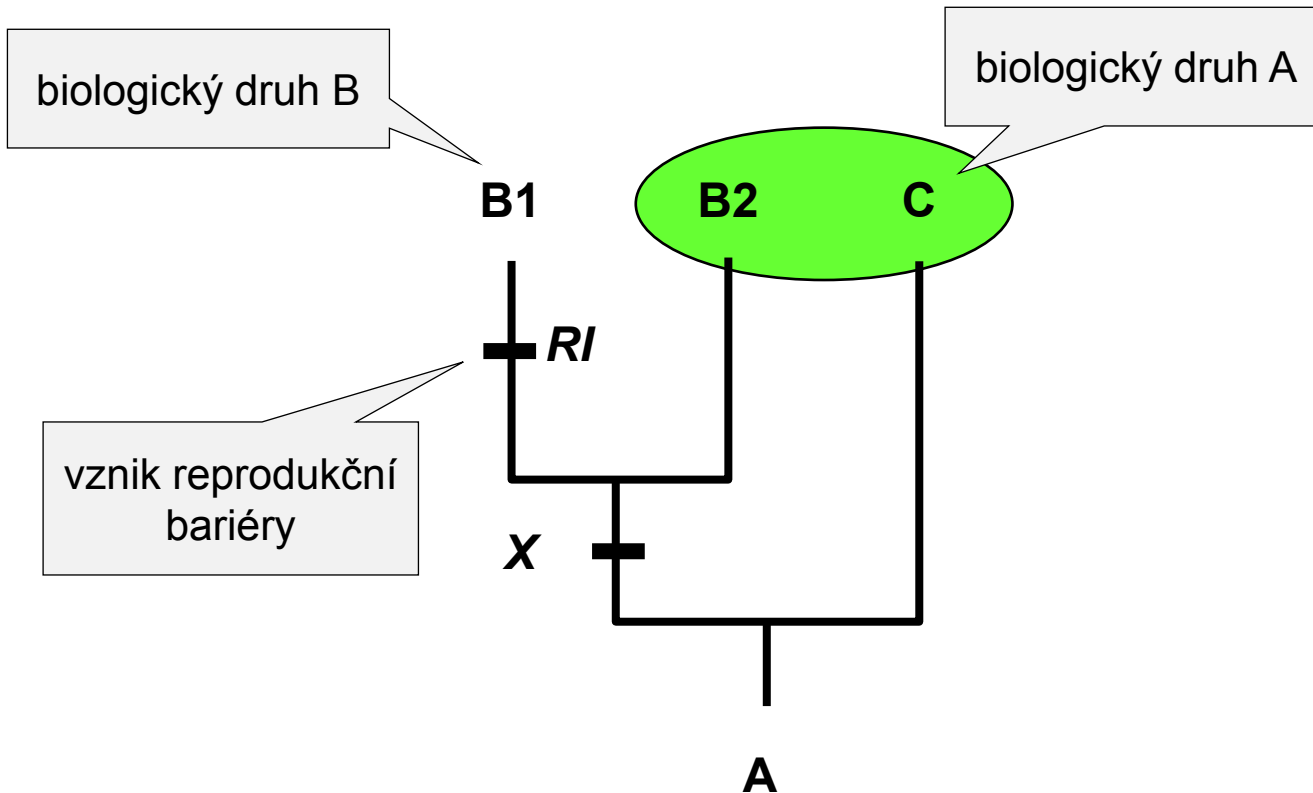 biologický druh B
biologický druh A
B1
B2
C
RI
vznik reprodukční
bariéry
X
A